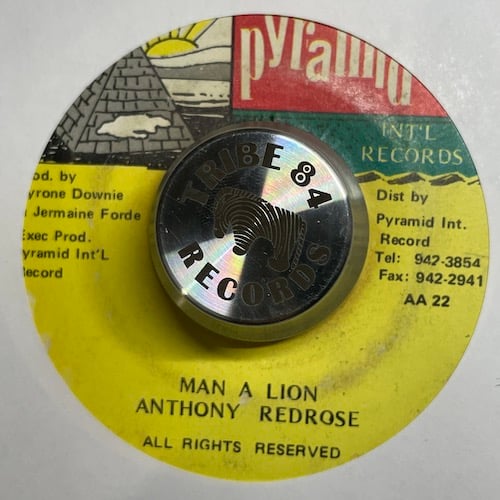 pyramid
INT'L
RECORDS
od. by
yrone Downie
Jermaine Forde
Exec Prod.
yramid Int'L
ecord
TRIBE 84
RECORDS
Dist by
Pyramid Int.
Record
Tel: 942-3854
Fax: 942-2941
AA 22
MAN A LION
ANTHONY REDROSE
ALL RIGHTS RESERVED